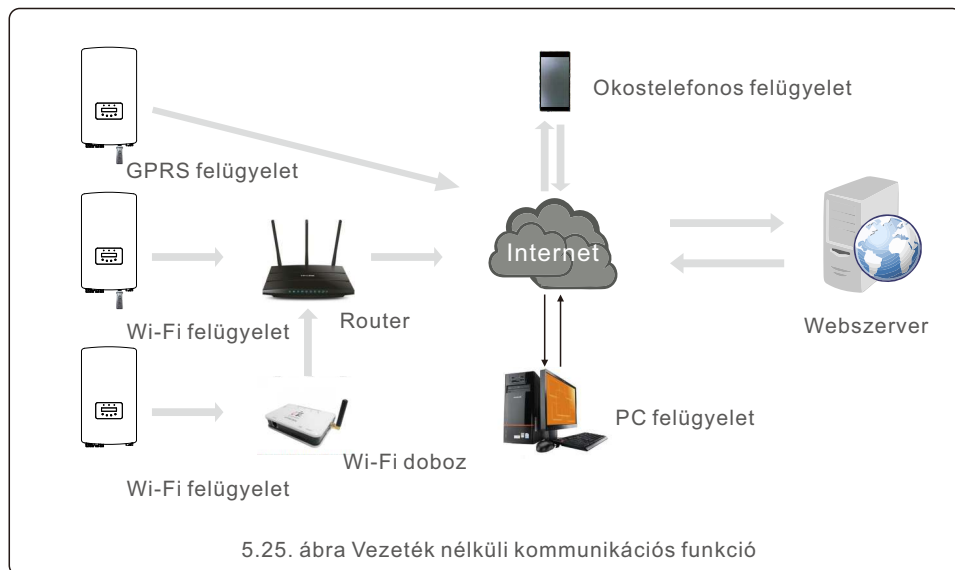 Okostelefonos felügyelet
GPRS felügyelet
Internet
Router
Wi-Fi felügyelet
Webszerver
PC felügyelet
Wi-Fi doboz
Wi-Fi felügyelet
5.25. ábra Vezeték nélküli kommunikációs funkció